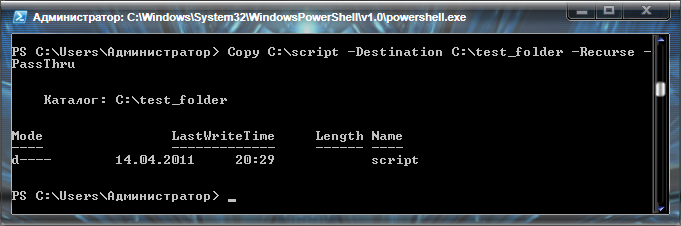 Администратор: C:\Windows\System32\WindowsPowerShell\v1.0\powershell.exe
PS C:\Users\Администратор> Copy C:\script -Destination C:\test_folder -Recurse -
PassThru
Каталог: C:\test_folder
Mode LastWriteTime Length Name
---- ------------- ------ ----
d---- 14.04.2011 20:29 script
PS C:\Users\Администратор> _